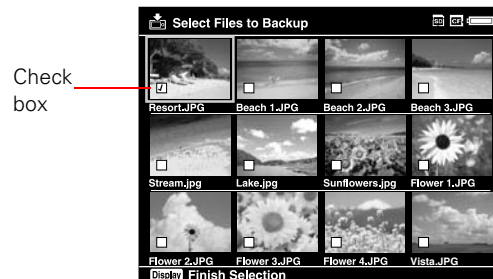 Select Files to Backup SD CF
Check
box
Resort.JPG Beach 1.JPG Beach 2.JPG Beach 3.JPG
Stream.jpg Lake.jpg Sunflowers.jpg Flower 1.JPG
Flower 2.JPG Flower 3.JPG Flower 4.JPG Vista.JPG
Display Finish Selection